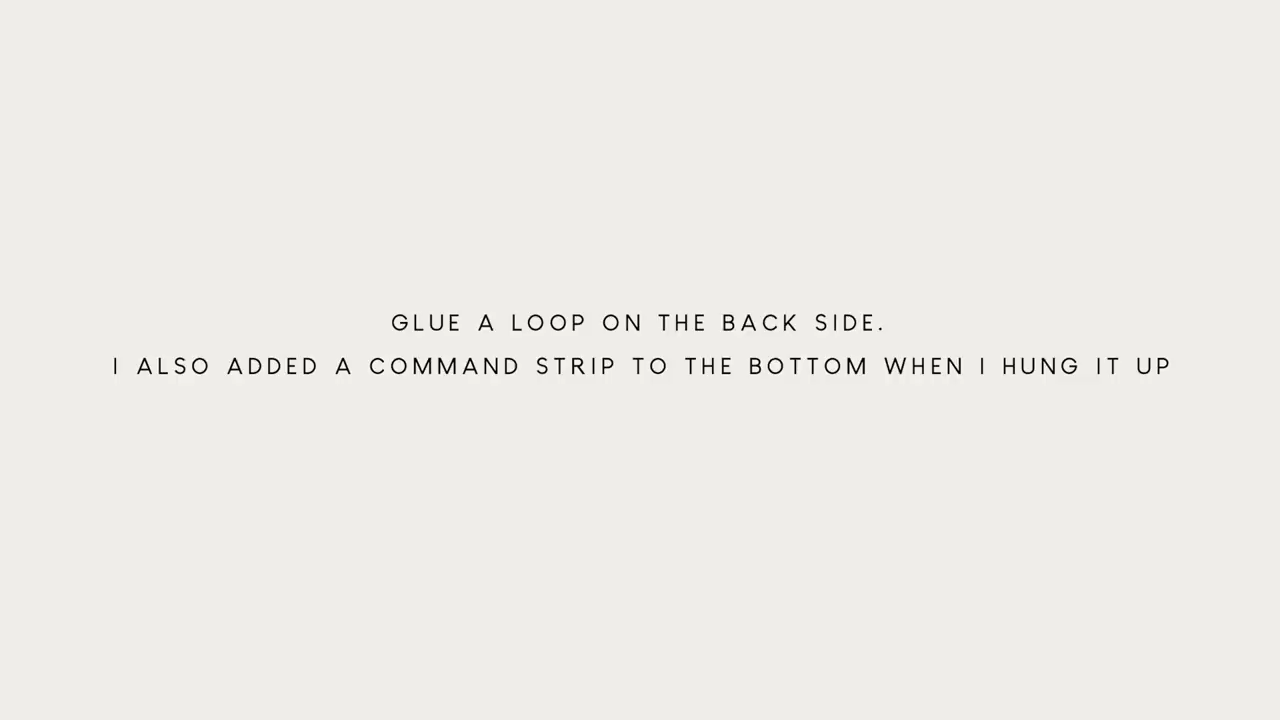 GLUE A LOOP ON THE BACK SIDE.
I ALSO ADDED A COMMAND STRIP TO THE BOTTOM WHEN I HUNG IT UP